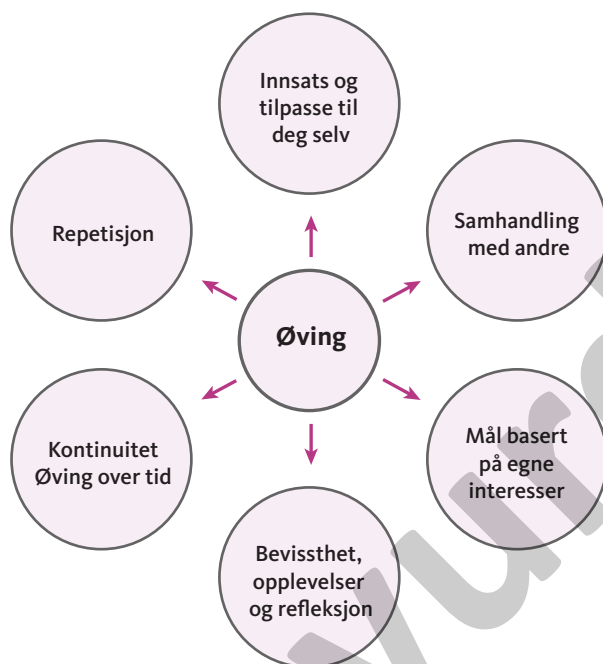 Innsats og
tilpasse til
deg selv
Repetisjon
Samhandling
med andre
Øving
Kontinuitet
Øving over tid
Mål basert
på egne
interesser
Bevissthet,
opplevelser
og refleksjon